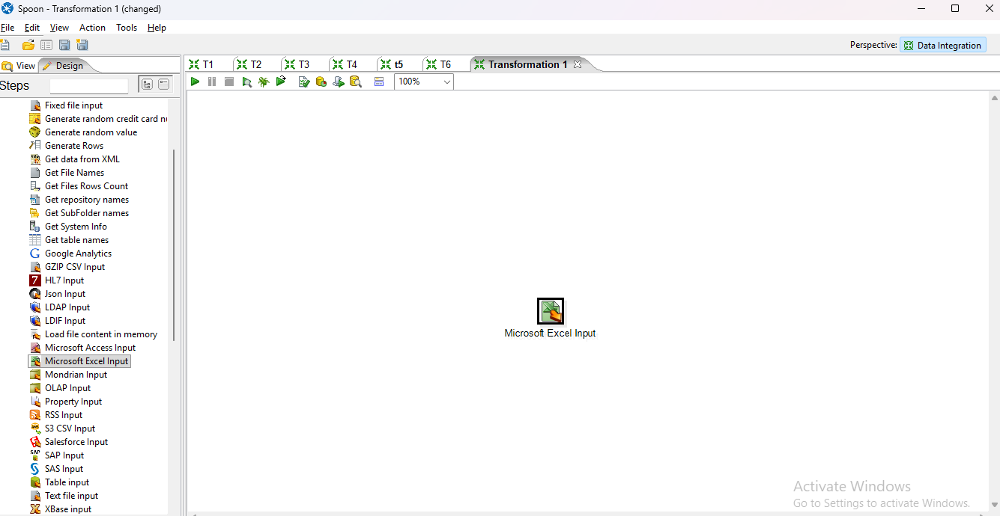 Spoon - Transformation 1 (changed)
File Edit View Action Tools Help
Perspective: Data Integration
View Design
T1 T2 T3 T4 t5 T6 Transformation 1
Steps
100%
Fixed file input
Generate random credit card nu
Generate random value
Generate Rows
Get data from XML
Get File Names
Get Files Rows Count
Get repository names
Get SubFolder names
Get System Info
Get table names
Google Analytics
GZIP CSV Input
7 HL7 Input
Json Input
LDAP Input
LDIF Input
Load file content in memory
Microsoft Access Input
Microsoft Excel Input
Mondrian Input
OLAP Input
Property Input
RSS Input
S3 CSV Input
Salesforce Input
SAP SAP Input
SAS Input
Table input
Text file input
XBase input
Microsoft Excel Input
Activate Windows
Go to Settings to activate Windows.